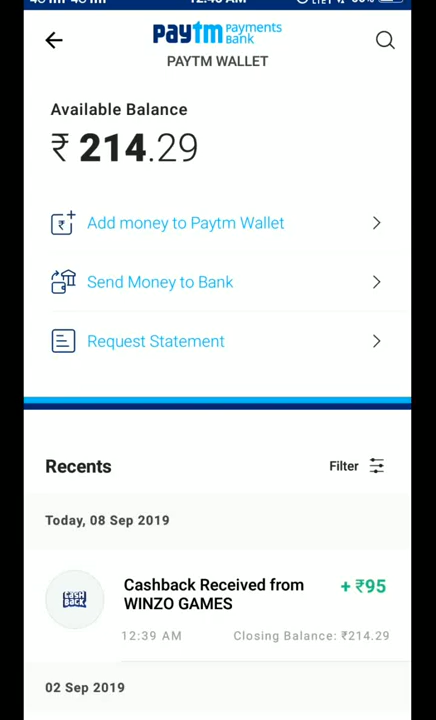 paytm payments Bank
PAYTM WALLET
Available Balance
₹ 214.29
Add money to Paytm Wallet
Send Money to Bank
Request Statement
Recents
Filter
Today, 08 Sep 2019
CASH BACK
Cashback Received from WINZO GAMES
+ ₹95
12:39 AM
Closing Balance: ₹214.29
02 Sep 2019